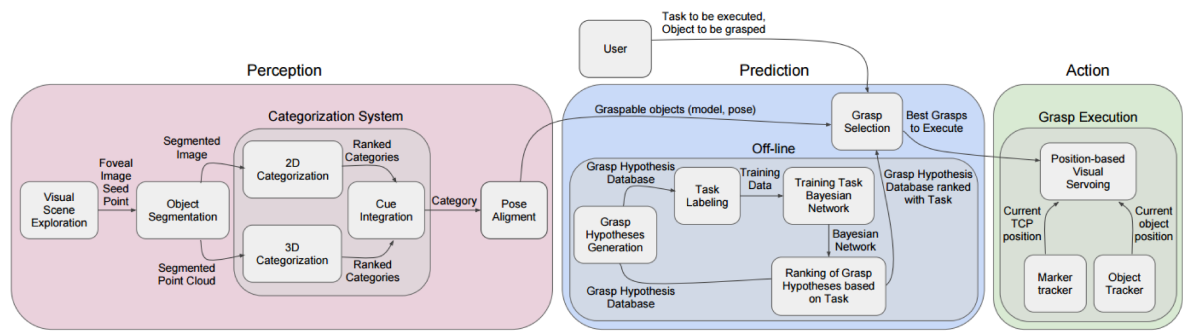 Task to be executed,
Object to be grasped
User
Perception
Prediction
Action
Categorization System
Graspable objects (model, pose)
Grasp
Selection
Best Grasps
to Execute
Grasp Execution
Segmented
Image
2D
Categorization
Ranked
Categories
Foveal
Image
Seed
Point
Visual
Scene
Exploration
Object
Segmentation
Cue
Integration
Category
Pose
Aligment
Segmented
Point Cloud
3D
Categorization
Ranked
Categories
Off-line
Grasp Hypothesis
Database
Task
Labeling
Training
Data
Training Task
Bayesian
Network
Grasp Hypothesis
Database ranked
with Task
Grasp
Hypotheses
Generation
Bayesian
Network
Grasp Hypothesis
Database
Ranking of Grasp
Hypotheses based
on Task
Position-based
Visual
Servoing
Current
TCP
position
Current
object
position
Marker
tracker
Object
Tracker